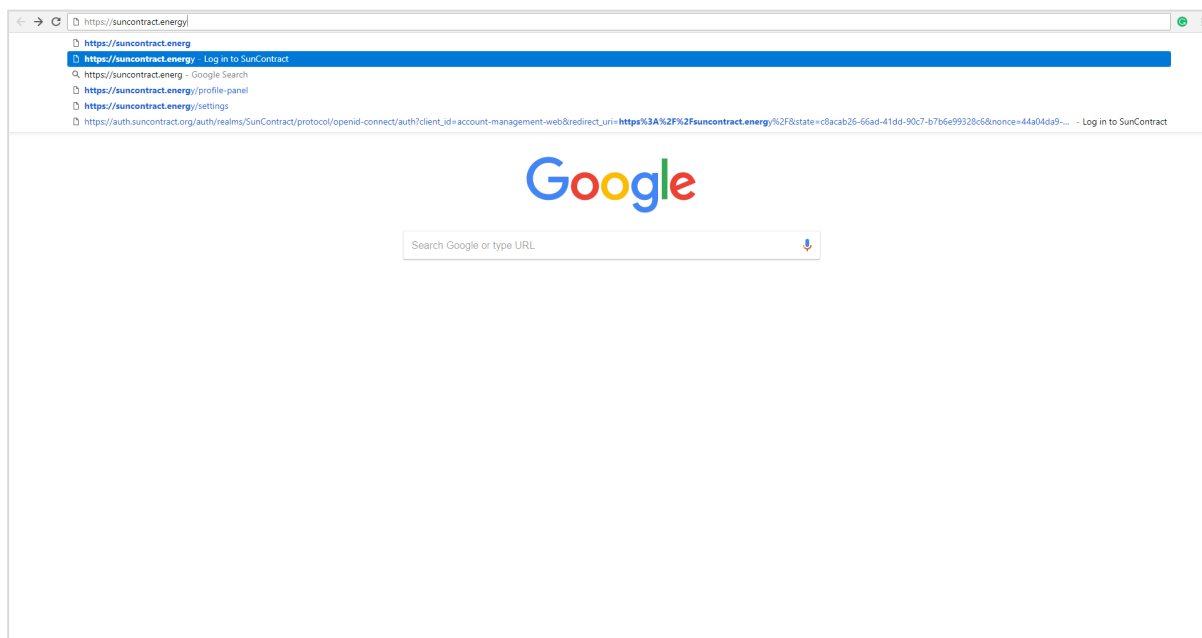 https://suncontract.energy
https://suncontract.energ
https://suncontract.energy - Log in to SunContract
https://suncontract.energ - Google Search
https://suncontract.energy/profile-panel
https://suncontract.energy/settings
https://auth.suncontract.org/auth/realms/SunContract/protocol/openid-connect/auth?client_id=account-management-web&redirect_uri=https%3A%2F%2Fsuncontract.energy%2F&state=c8acab26-66ad-41dd-90c7-b7b6e99328c6&nonce=44a04da9-... - Log in to SunContract
Google
Search Google or type URL